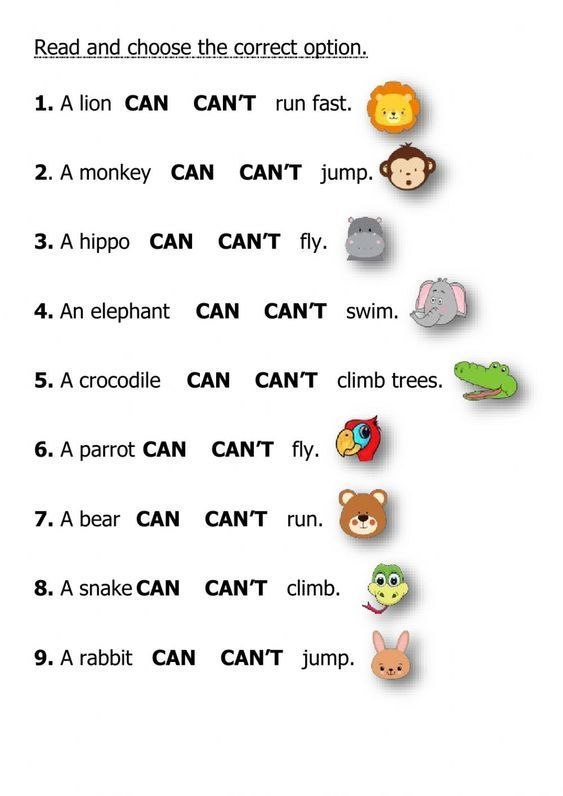 Read and choose the correct option.
1. A lion CAN CAN’T run fast.
2. A monkey CAN CAN’T jump.
3. A hippo CAN CAN’T fly.
4. An elephant CAN CAN’T swim.
5. A crocodile CAN CAN’T climb trees.
6. A parrot CAN CAN’T fly.
7. A bear CAN CAN’T run.
8. A snake CAN CAN’T climb.
9. A rabbit CAN CAN’T jump.